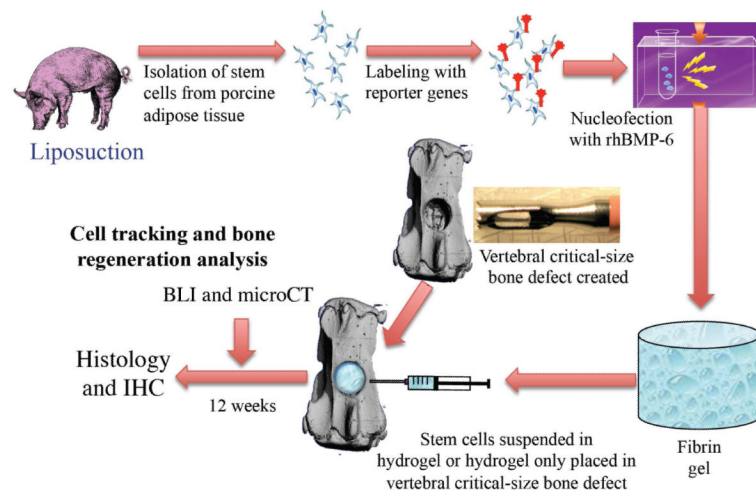 Isolation of stem
cells from porcine
adipose tissue
Labeling with
reporter genes
Nucleofection
with rhBMP-6
Liposuction
Cell tracking and bone
regeneration analysis
Vertebral critical-size
bone defect created
BLI and microCT
Histology
and IHC
12 weeks
Stem cells suspended in
hydrogel or hydrogel only placed in
vertebral critical-size bone defect
Fibrin
gel